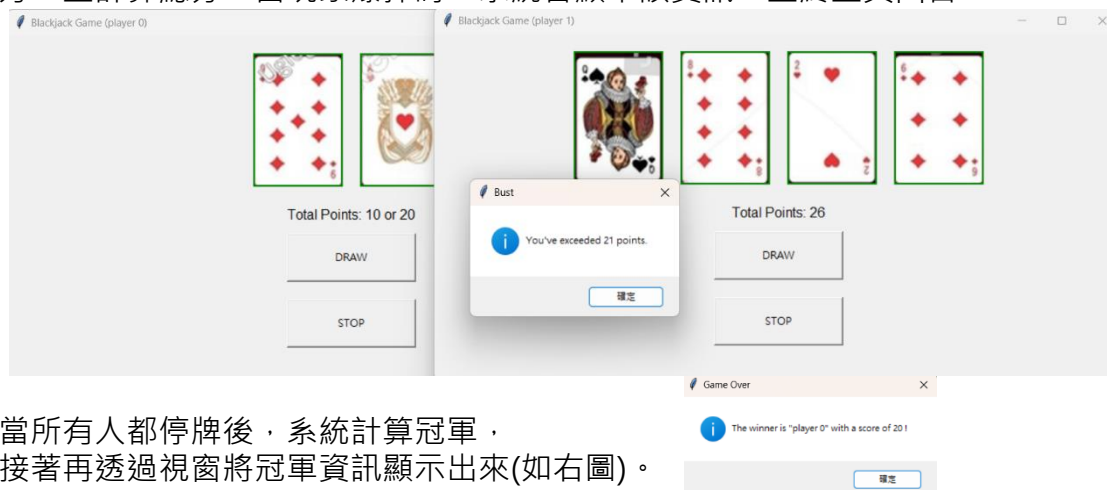 Blackjack Game (player 0)
Blackjack Game (player 1)
Total Points: 10 or 20
DRAW
STOP
Bust
You've exceeded 21 points.
確定
Total Points: 26
DRAW
STOP
當所有人都停牌後，系統計算冠軍，
接著再透過視窗將冠軍資訊顯示出來(如右圖)。
Game Over
The winner is "player 0" with a score of 20 !
確定